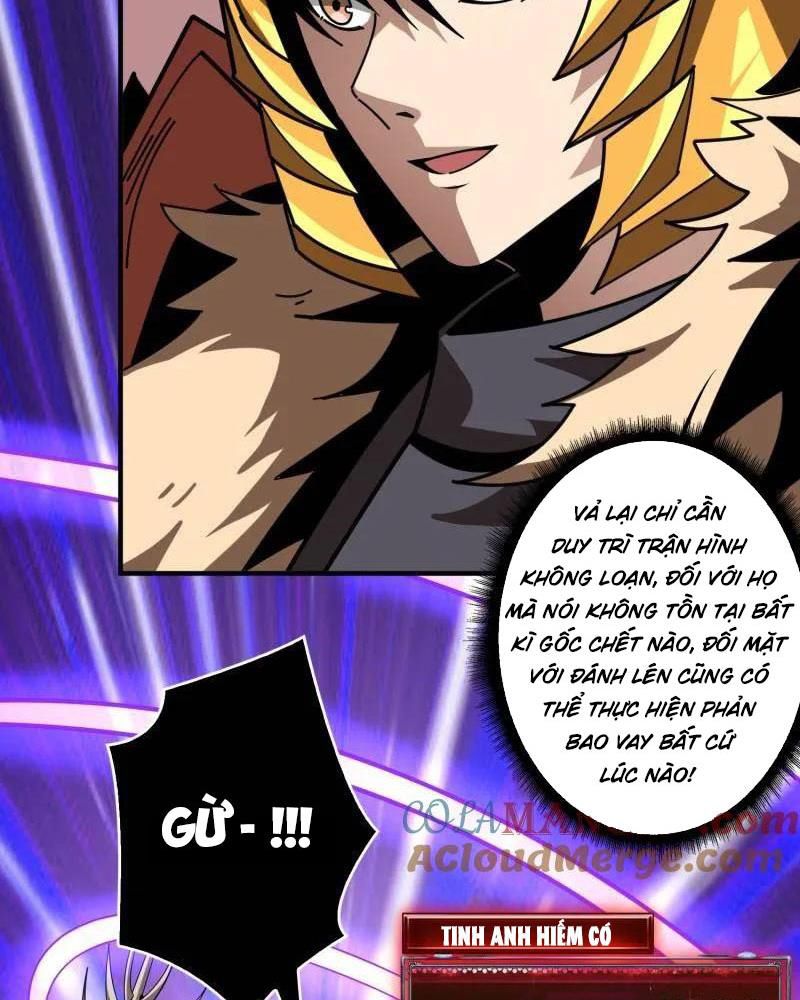 VẢ LẠI CHỈ CẦN
DUY TRÌ TRẬN HÌNH
KHÔNG LOẠN, ĐỐI VỚI HỌ
MÀ NÓI KHÔNG TỒN TẠI BẤT
KÌ GỐC CHẾT NÀO, ĐỐI MẶT
VỚI ĐÁNH LÉN CŨNG CÓ
THỂ THỰC HIỆN PHẢN
BAO VAY BẤT CỨ
LÚC NÀO!
GỪ - !!!
AcloudMerge.com
TINH ANH HIẾM CÓ